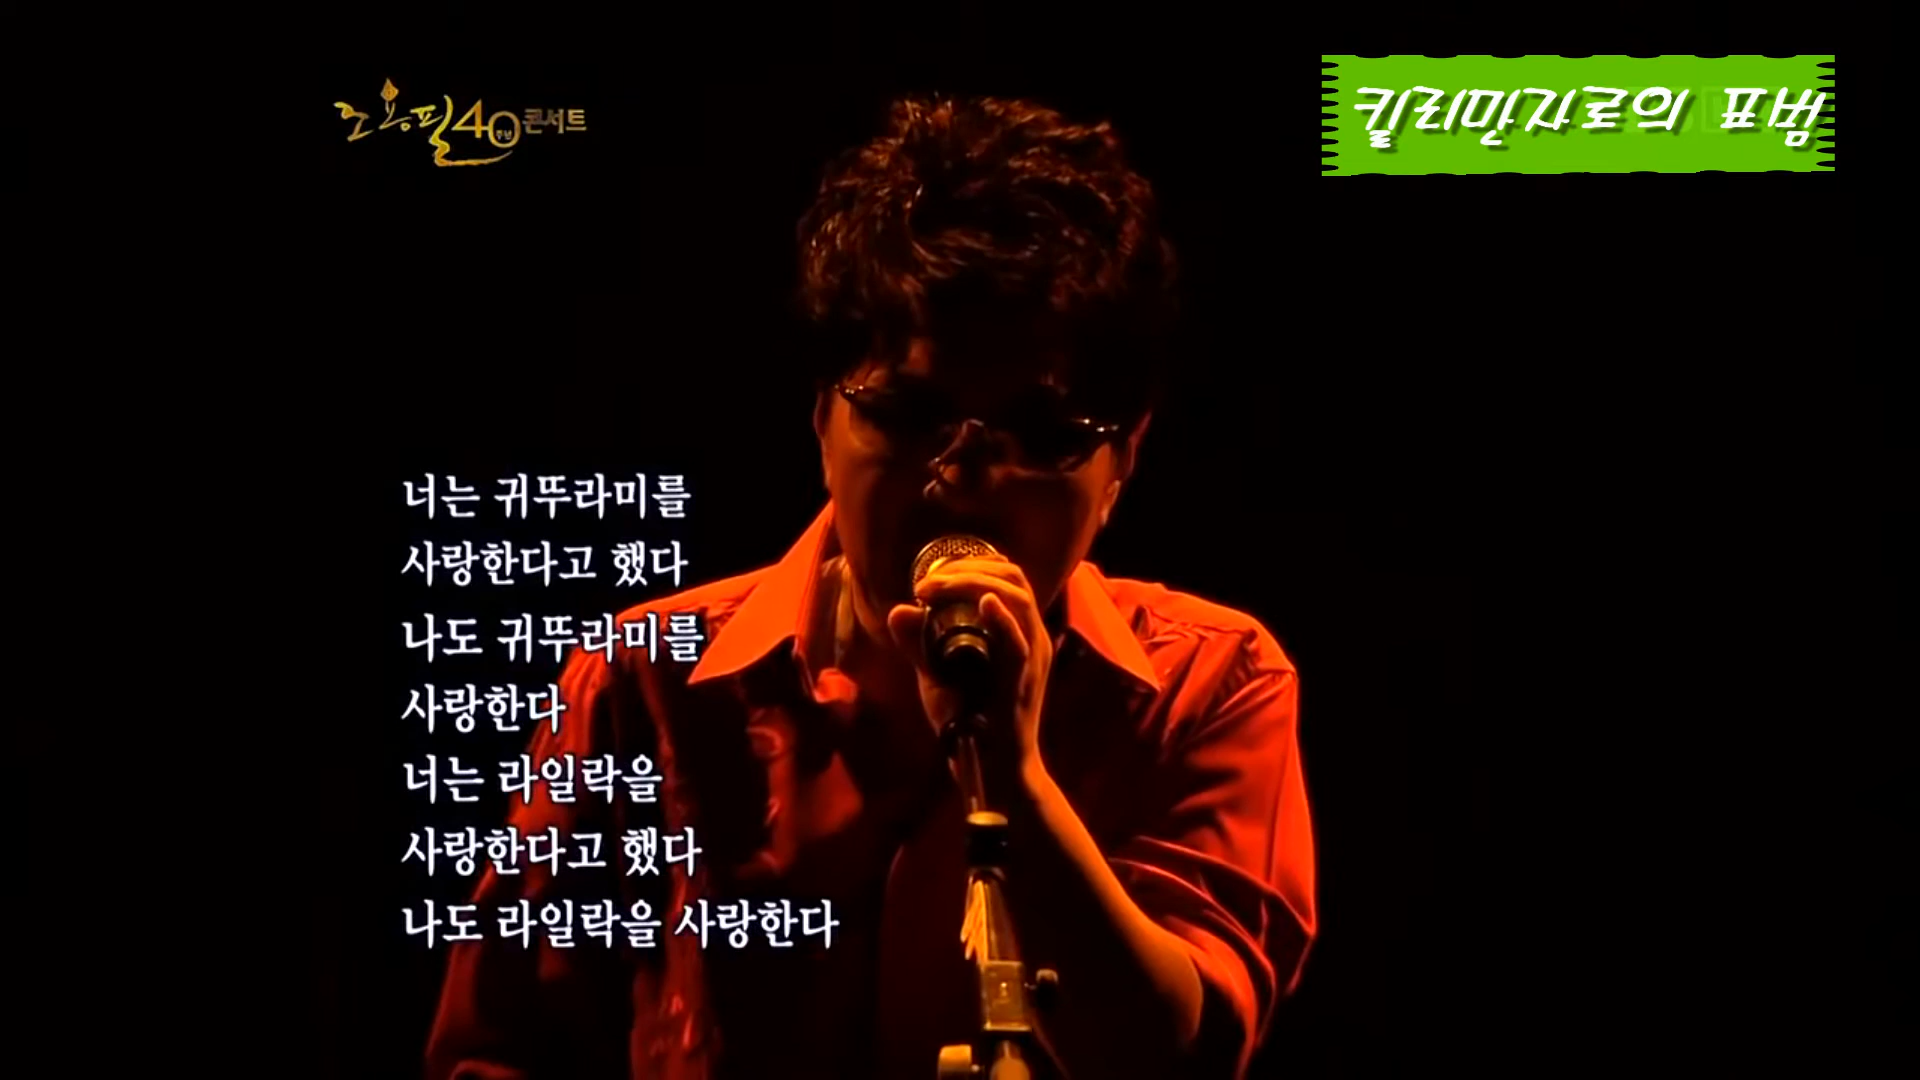 조용필 40주년 콘서트
킬리만자로의 표범
너는 귀뚜라미를
사랑한다고 했다
나도 귀뚜라미를
사랑한다
너는 라일락을
사랑한다고 했다
나도 라일락을 사랑한다